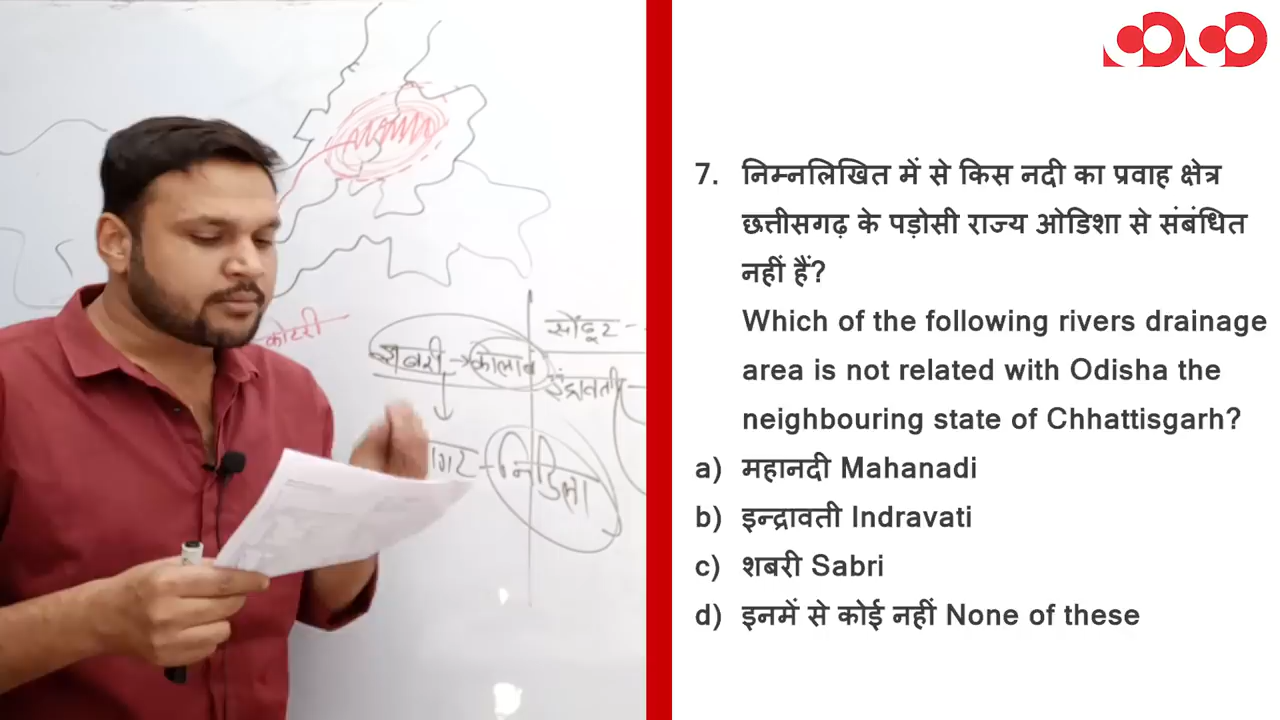 कोटरी
शबरी → कोलाब
सोंदूर -
इंद्रावती
निडिला
7. निम्नलिखित में से किस नदी का प्रवाह क्षेत्र
छत्तीसगढ़ के पड़ोसी राज्य ओडिशा से संबंधित
नहीं हैं?
Which of the following rivers drainage
area is not related with Odisha the
neighbouring state of Chhattisgarh?
a) महानदी Mahanadi
b) इन्द्रावती Indravati
c) शबरी Sabri
d) इनमें से कोई नहीं None of these